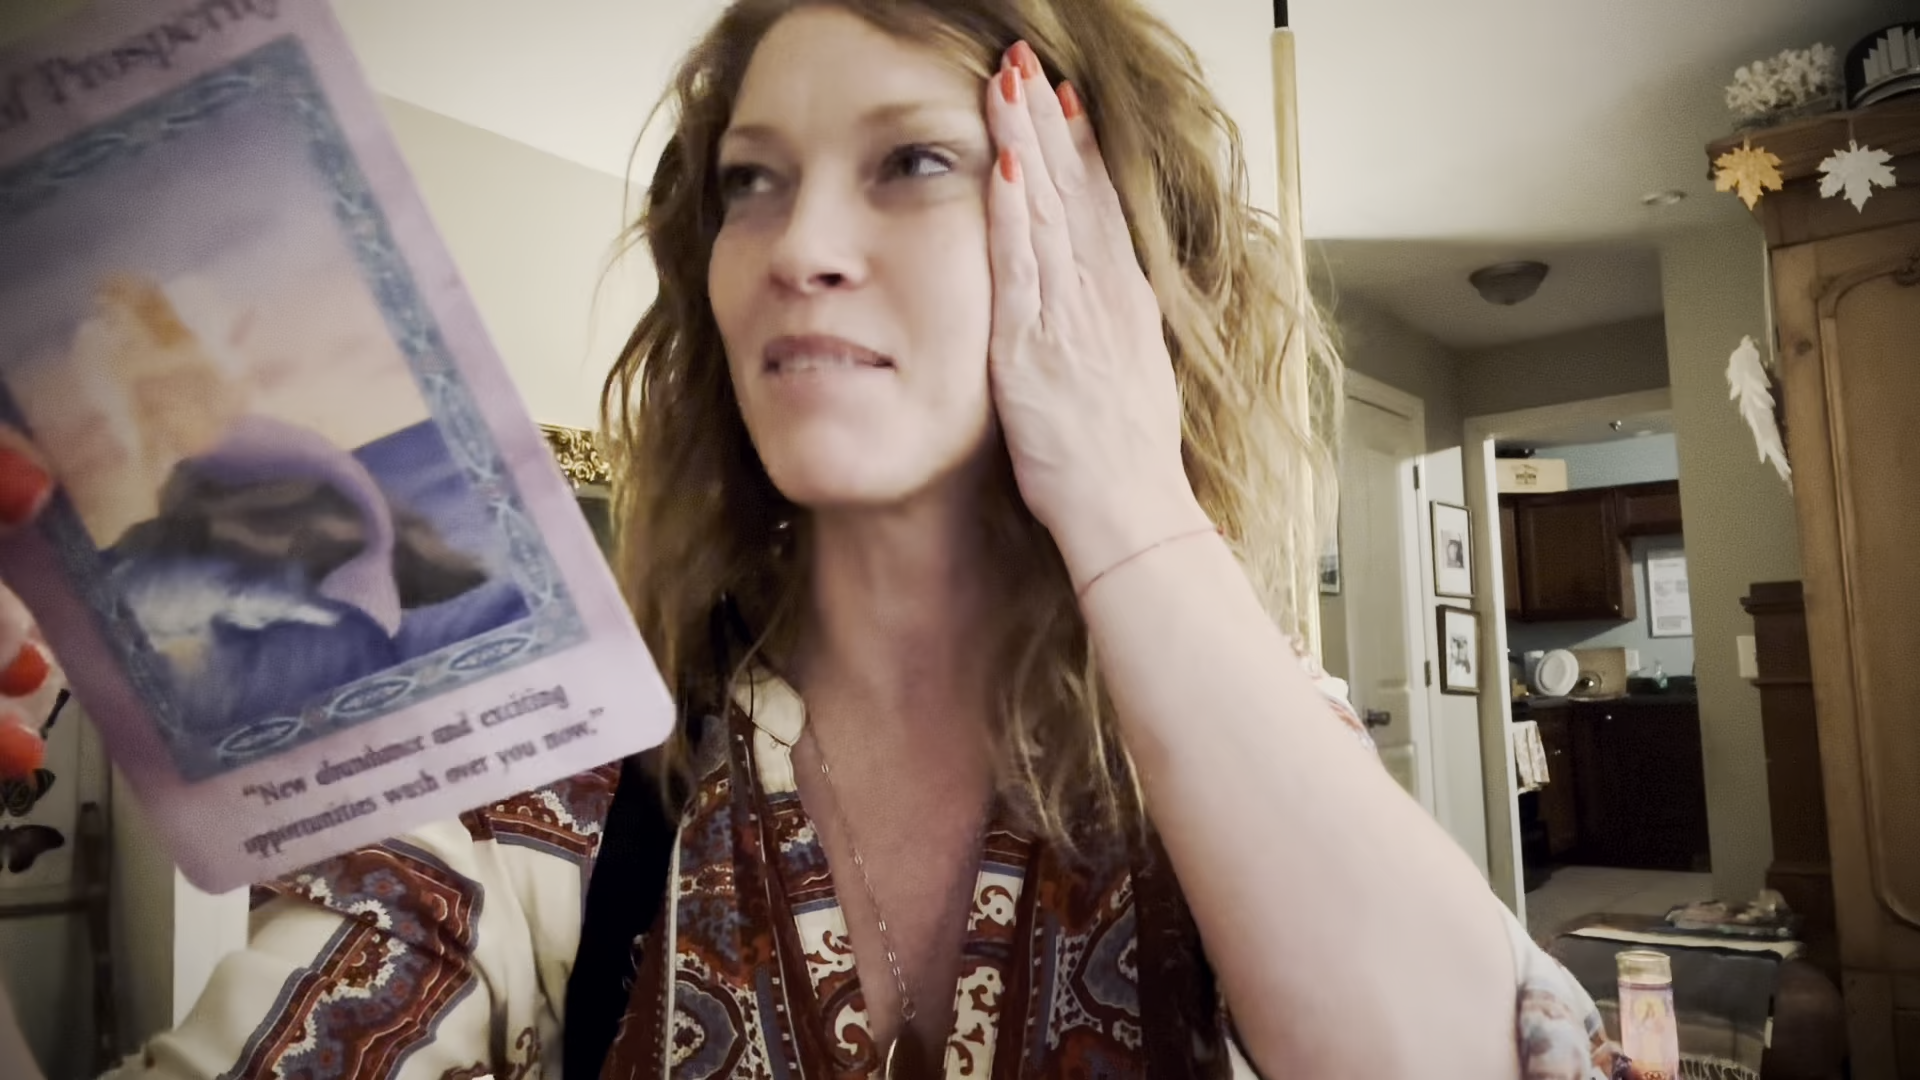 of Prosperity
"New abundance and exciting
opportunities wash over you now."